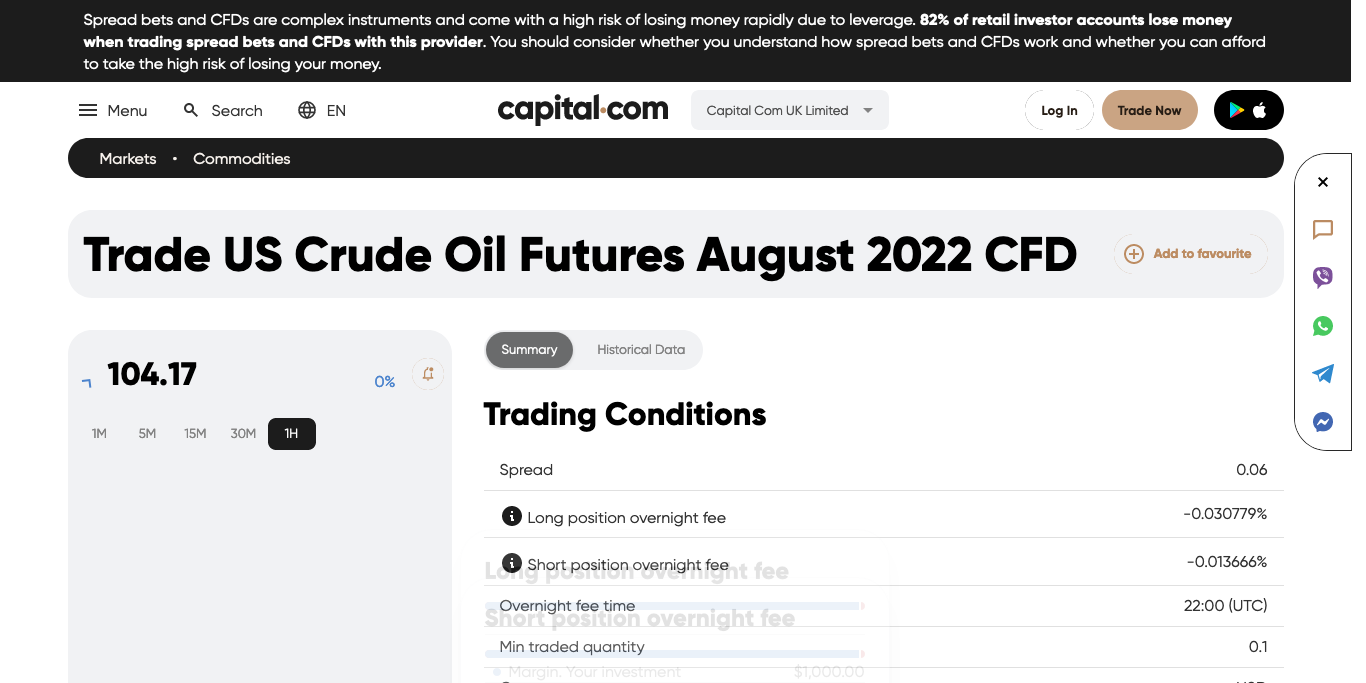 Spread bets and CFDs are complex instruments and come with a high risk of losing money rapidly due to leverage. 82% of retail investor accounts lose money
when trading spread bets and CFDs with this provider. You should consider whether you understand how spread bets and CFDs work and whether you can afford
to take the high risk of losing your money.
Menu Search EN capital.com Capital Com UK Limited Log In Trade Now
Markets • Commodities
Trade US Crude Oil Futures August 2022 CFD Add to favourite
104.17 0%
1M 5M 15M 30M 1H
Summary Historical Data
Trading Conditions
Spread 0.06
Long position overnight fee -0.030779%
Short position overnight fee -0.013666%
Long position overnight fee
Overnight fee time 22:00 (UTC)
Short position overnight fee
Min traded quantity 0.1
Margin. Your investment $1,000.00